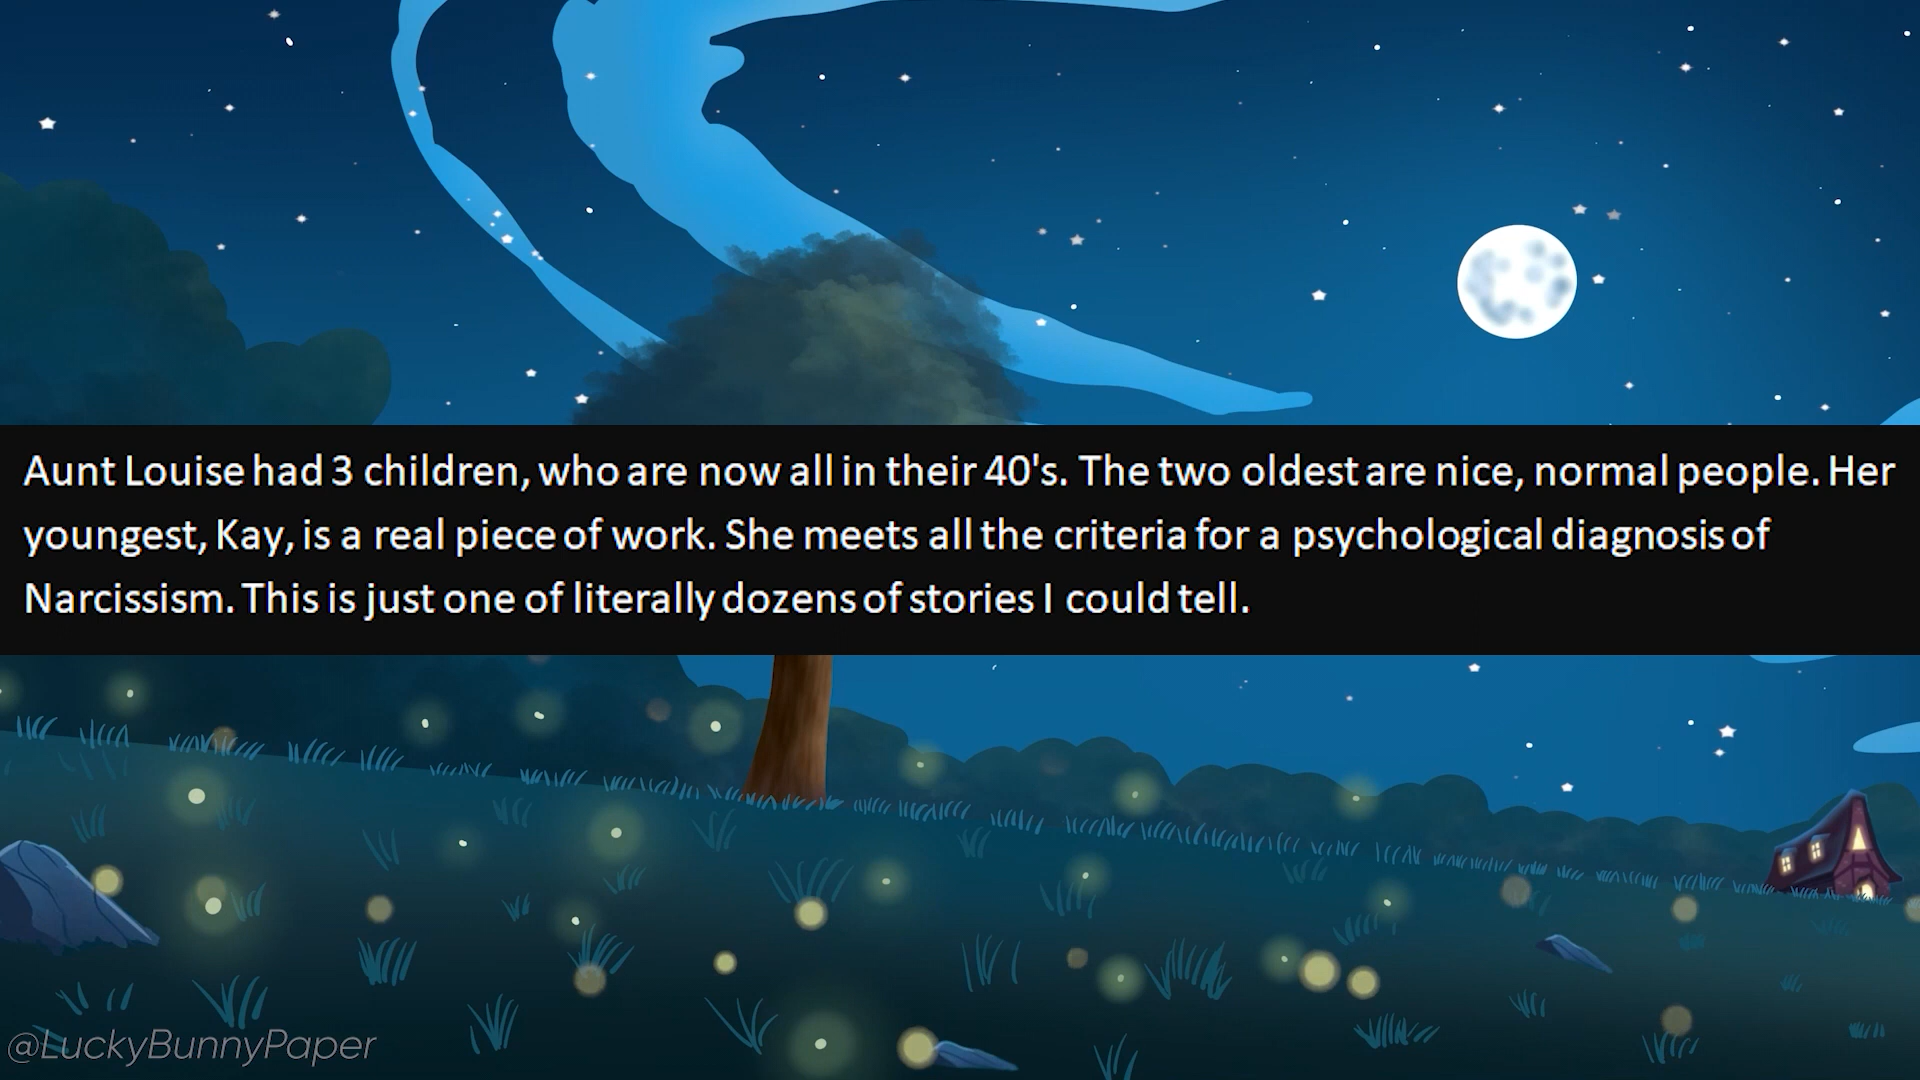 Aunt Louise had 3 children, who are now all in their 40's. The two oldest are nice, normal people. Her
youngest, Kay, is a real piece of work. She meets all the criteria for a psychological diagnosis of
Narcissism. This is just one of literally dozens of stories I could tell.
@LuckyBunnyPaper